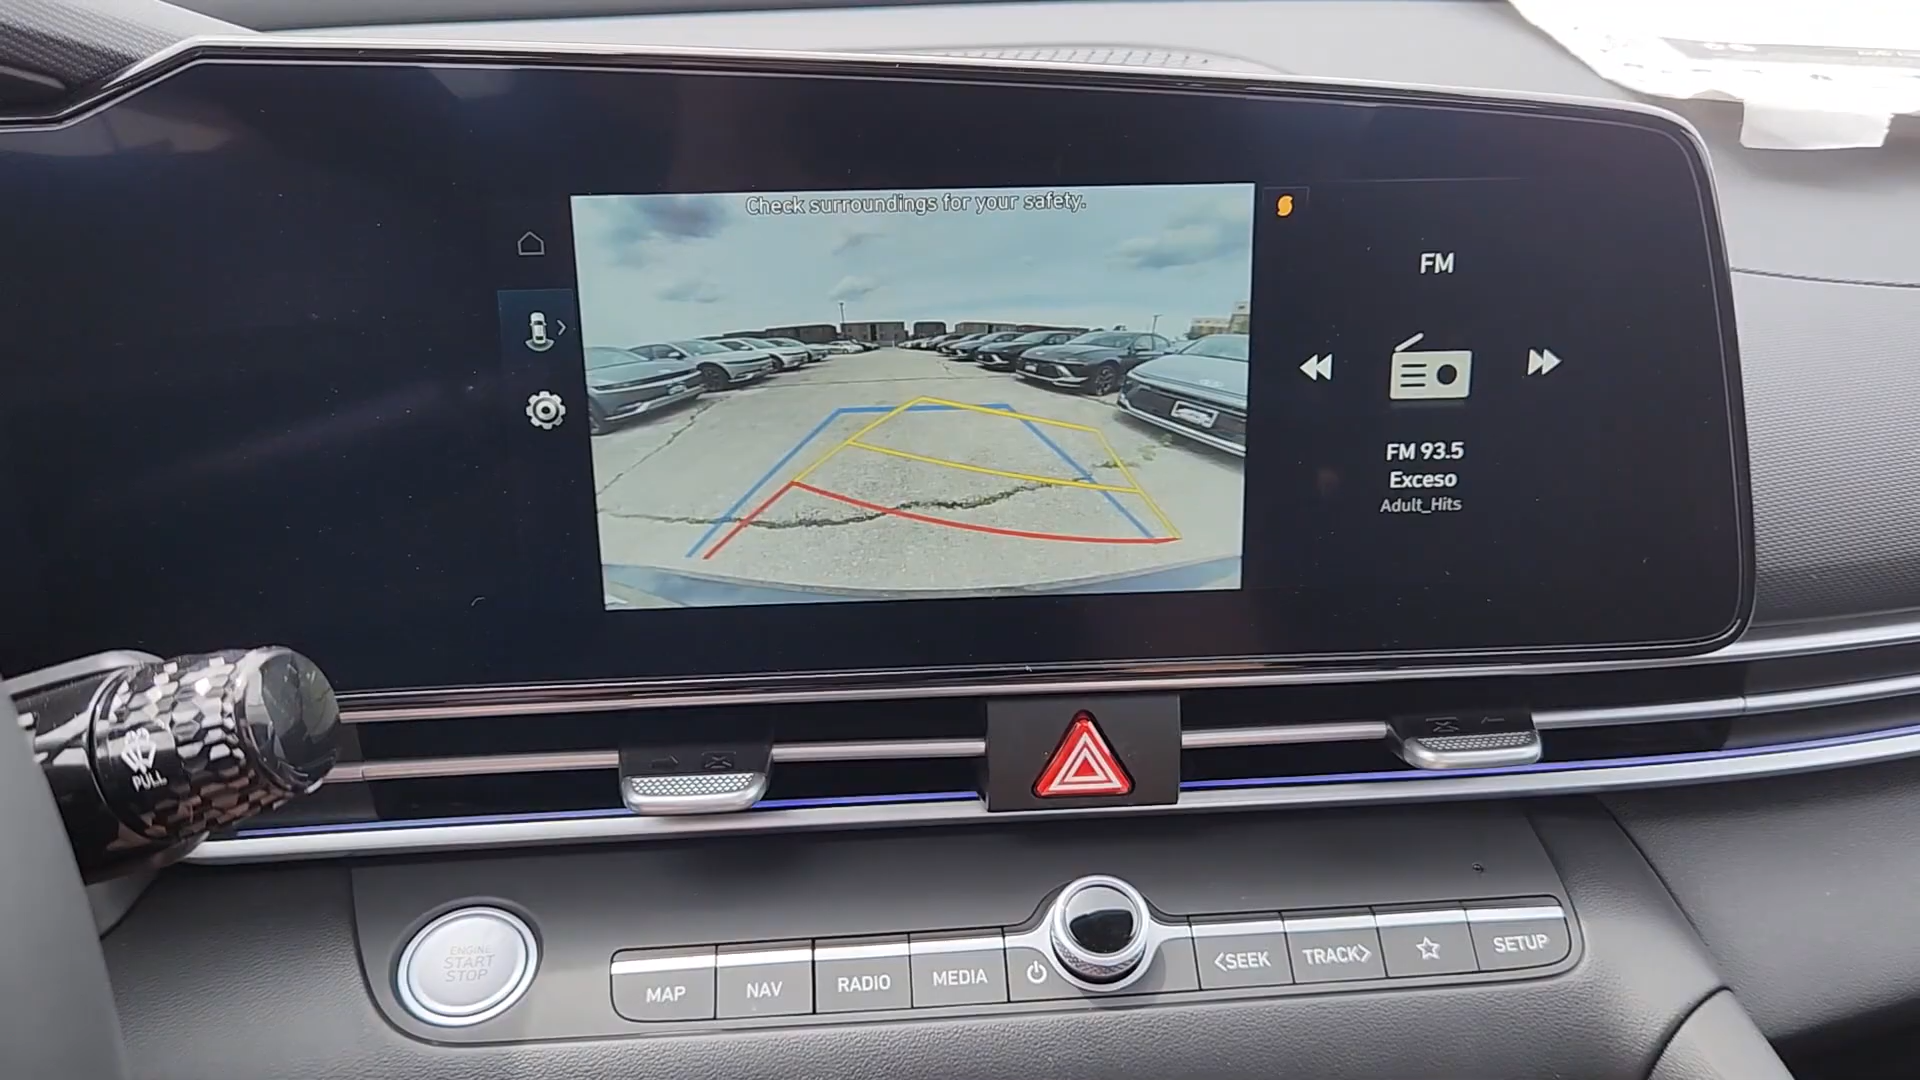 Check surroundings for your safety.
FM
FM 93.5
Exceso
Adult_Hits
PULL
ENGINE
START
STOP
MAP
NAV
RADIO
MEDIA
<SEEK
TRACK>
SETUP